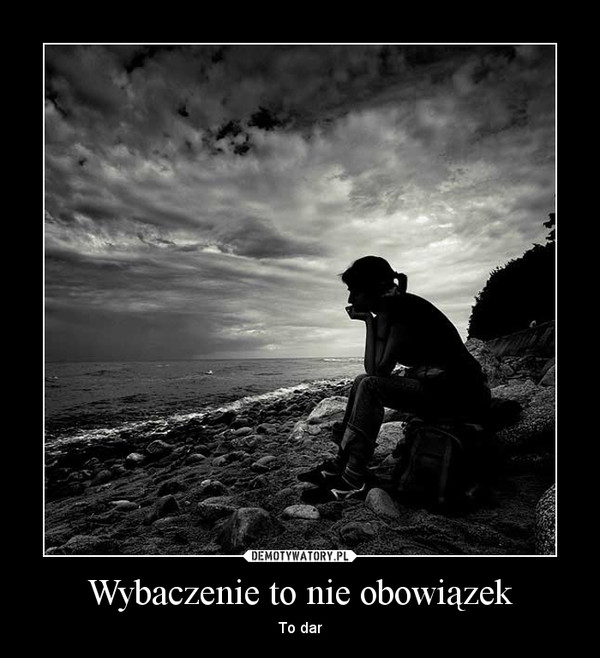 DEMOTYWATORY.PL
Wybaczenie to nie obowiązek
To dar